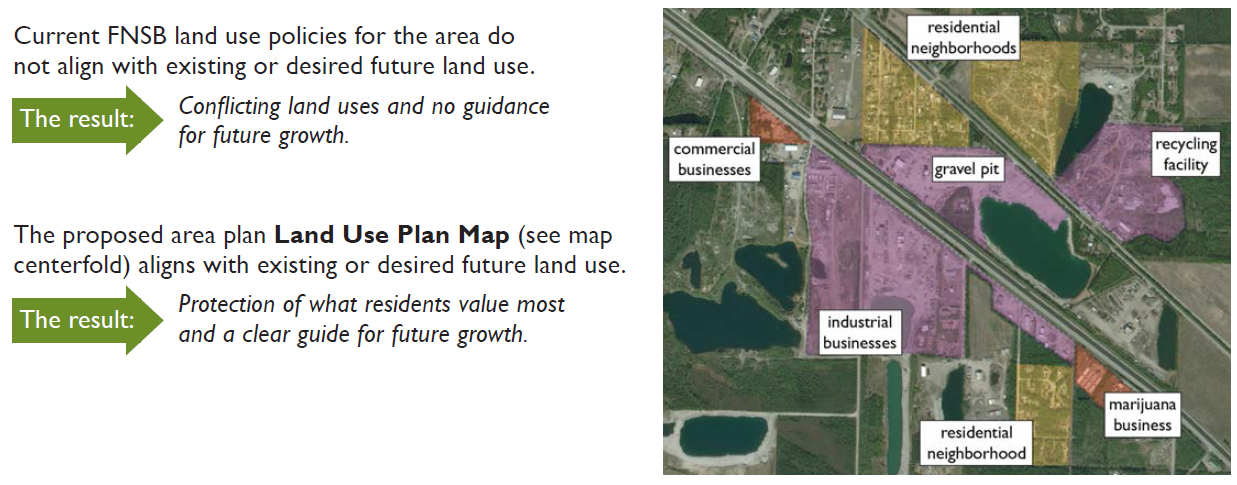 Current FNSB land use policies for the area do
not align with existing or desired future land use.
The result:
Conflicting land uses and no guidance
for future growth.
The proposed area plan Land Use Plan Map (see map
centerfold) aligns with existing or desired future land use.
The result:
Protection of what residents value most
and a clear guide for future growth.
residential
neighborhoods
commercial
businesses
gravel pit
recycling
facility
industrial
businesses
marijuana
business
residential
neighborhood